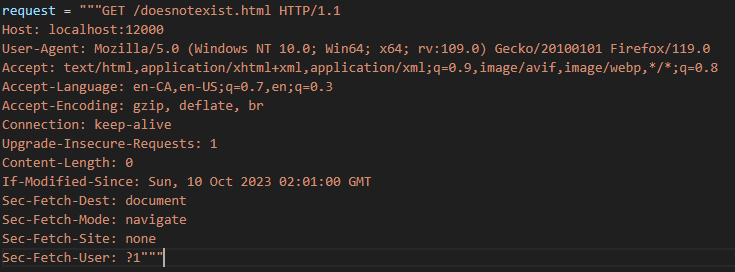 request = """GET /doesnotexist.html HTTP/1.1
Host: localhost:12000
User-Agent: Mozilla/5.0 (Windows NT 10.0; Win64; x64; rv:109.0) Gecko/20100101 Firefox/119.0
Accept: text/html,application/xhtml+xml,application/xml;q=0.9,image/avif,image/webp,*/*;q=0.8
Accept-Language: en-CA,en-US;q=0.7,en;q=0.3
Accept-Encoding: gzip, deflate, br
Connection: keep-alive
Upgrade-Insecure-Requests: 1
Content-Length: 0
If-Modified-Since: Sun, 10 Oct 2023 02:01:00 GMT
Sec-Fetch-Dest: document
Sec-Fetch-Mode: navigate
Sec-Fetch-Site: none
Sec-Fetch-User: ?1"""